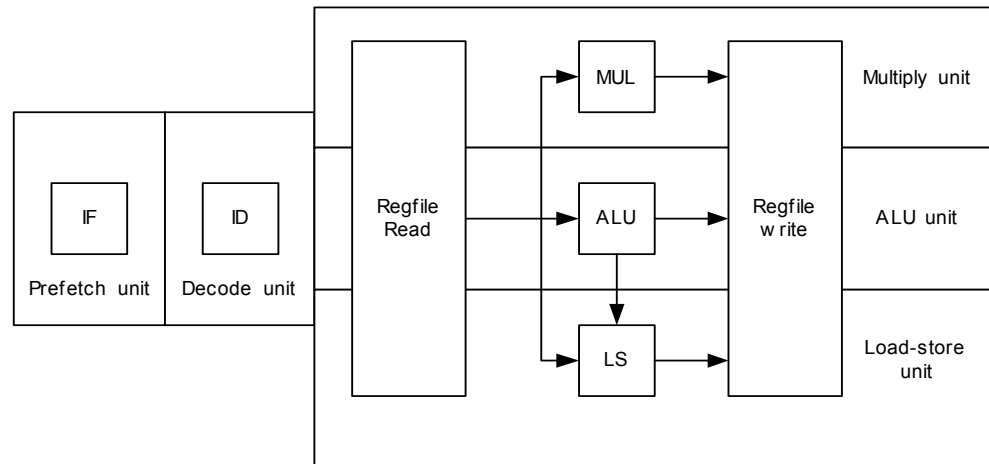 MUL
Multiply unit
IF
ID
Regfile
Read
ALU
Regfile
write
ALU unit
Prefetch unit
Decode unit
LS
Load-store
unit